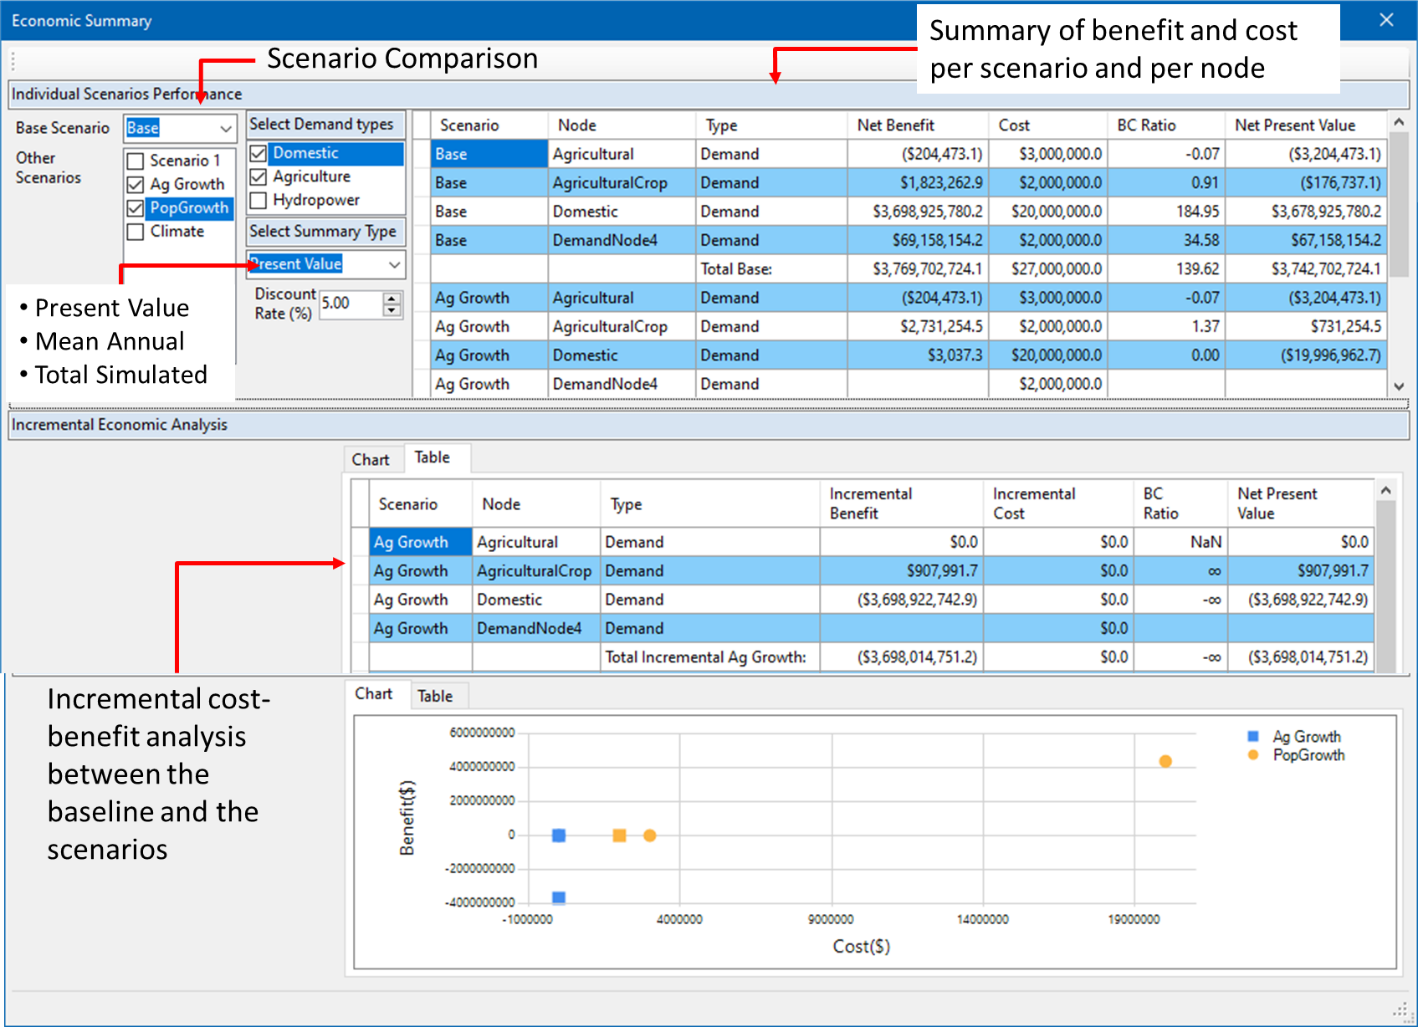 Economic Summary
Summary of benefit and cost
per scenario and per node
Scenario Comparison
Individual Scenarios Performance
Base Scenario Base
Other
Scenarios
Scenario 1
Ag Growth
PopGrowth
Climate
Select Demand types
Domestic
Agriculture
Hydropower
Select Summary Type
Present Value
Discount
Rate (%) 5.00
• Present Value
• Mean Annual
• Total Simulated
Scenario Node Type Net Benefit Cost BC Ratio Net Present Value
Base Agricultural Demand ($204,473.1) $3,000,000.0 -0.07 ($3,204,473.1)
Base AgriculturalCrop Demand $1,823,262.9 $2,000,000.0 0.91 ($176,737.1)
Base Domestic Demand $3,698,925,780.2 $20,000,000.0 184.95 $3,678,925,780.2
Base DemandNode4 Demand $69,158,154.2 $2,000,000.0 34.58 $67,158,154.2
Total Base: $3,769,702,724.1 $27,000,000.0 139.62 $3,742,702,724.1
Ag Growth Agricultural Demand ($204,473.1) $3,000,000.0 -0.07 ($3,204,473.1)
Ag Growth AgriculturalCrop Demand $2,731,254.5 $2,000,000.0 1.37 $731,254.5
Ag Growth Domestic Demand $3,037.3 $20,000,000.0 0.00 ($19,996,962.7)
Ag Growth DemandNode4 Demand $2,000,000.0
Incremental Economic Analysis
Chart Table
Scenario Node Type Incremental Benefit Incremental Cost BC Ratio Net Present Value
Ag Growth Agricultural Demand $0.0 $0.0 NaN $0.0
Ag Growth AgriculturalCrop Demand $907,991.7 $0.0 ∞ $907,991.7
Ag Growth Domestic Demand ($3,698,922,742.9) $0.0 -∞ ($3,698,922,742.9)
Ag Growth DemandNode4 Demand $0.0
Total Incremental Ag Growth: ($3,698,014,751.2) $0.0 -∞ ($3,698,014,751.2)
Incremental cost-
benefit analysis
between the
baseline and the
scenarios
Chart Table
Benefit($)
6000000000
4000000000
2000000000
0
-2000000000
-4000000000
-1000000 4000000 9000000 14000000 19000000
Cost($)
Ag Growth
PopGrowth